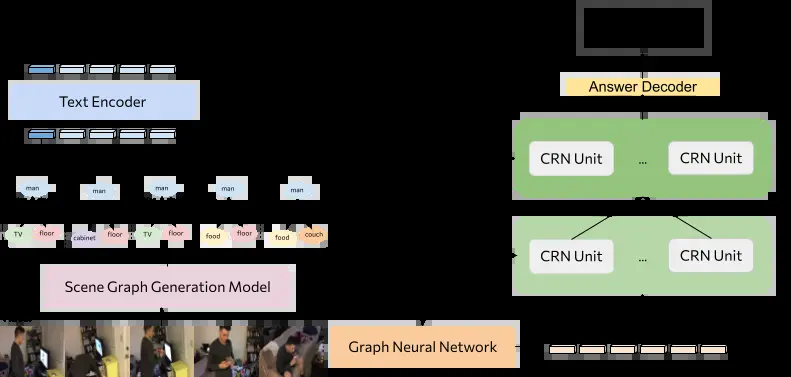 Text Encoder
man
man
man
man
man
TV
floor
cabinet
floor
TV
floor
food
floor
food
couch
Scene Graph Generation Model
Graph Neural Network
Answer Decoder
CRN Unit
...
CRN Unit
CRN Unit
...
CRN Unit